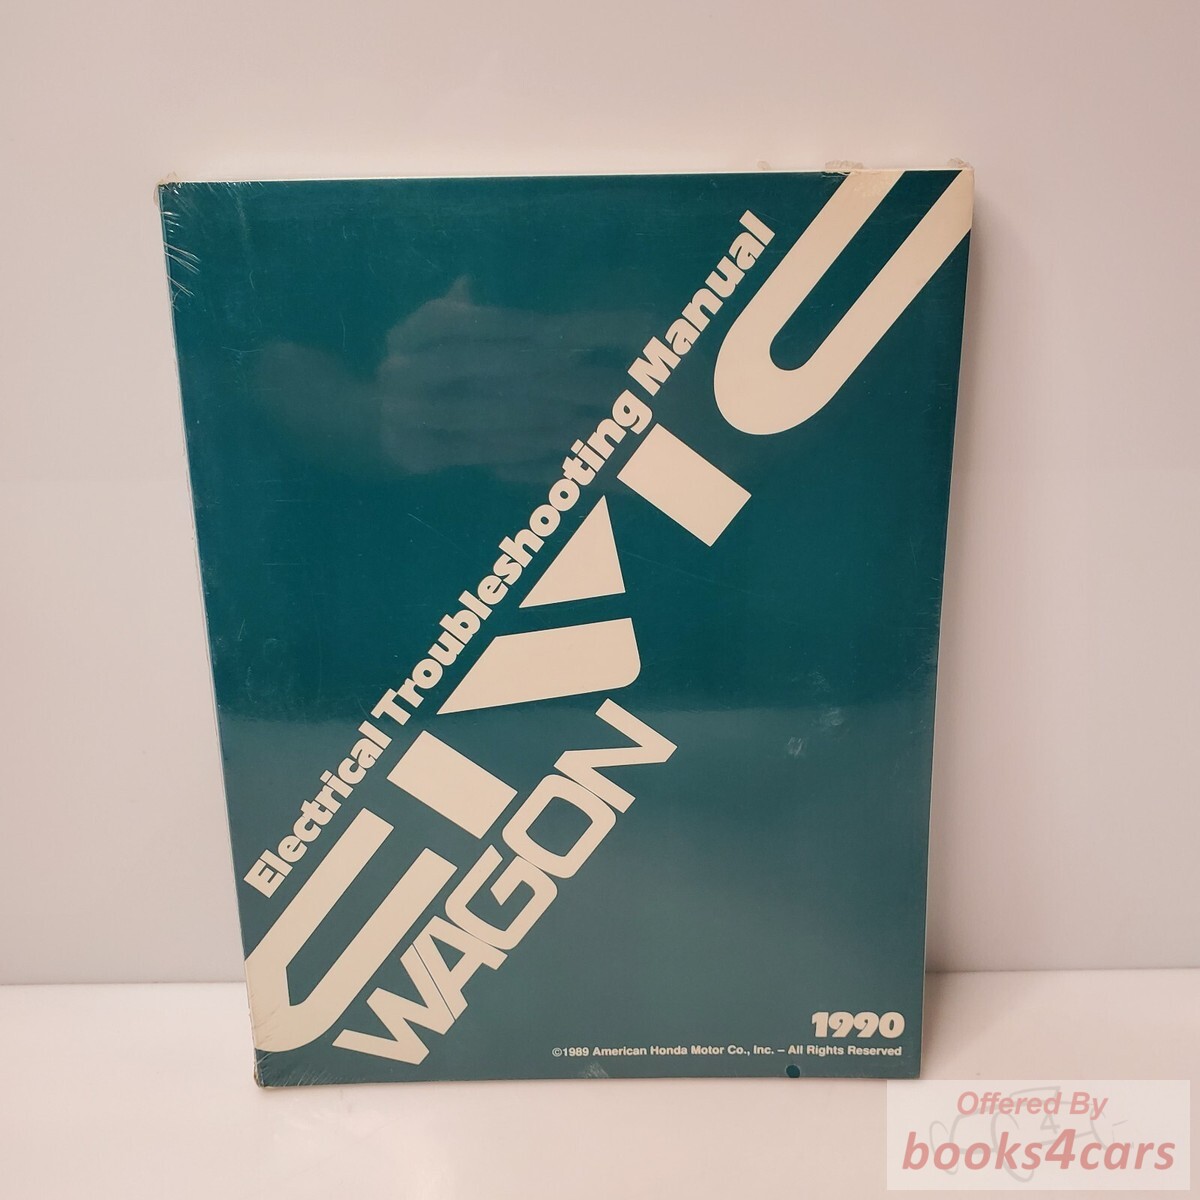 Electrical Troubleshooting Manual
CIVIC
WAGON
1990
©1989 American Honda Motor Co., Inc. – All Rights Reserved
Offered By
books4cars